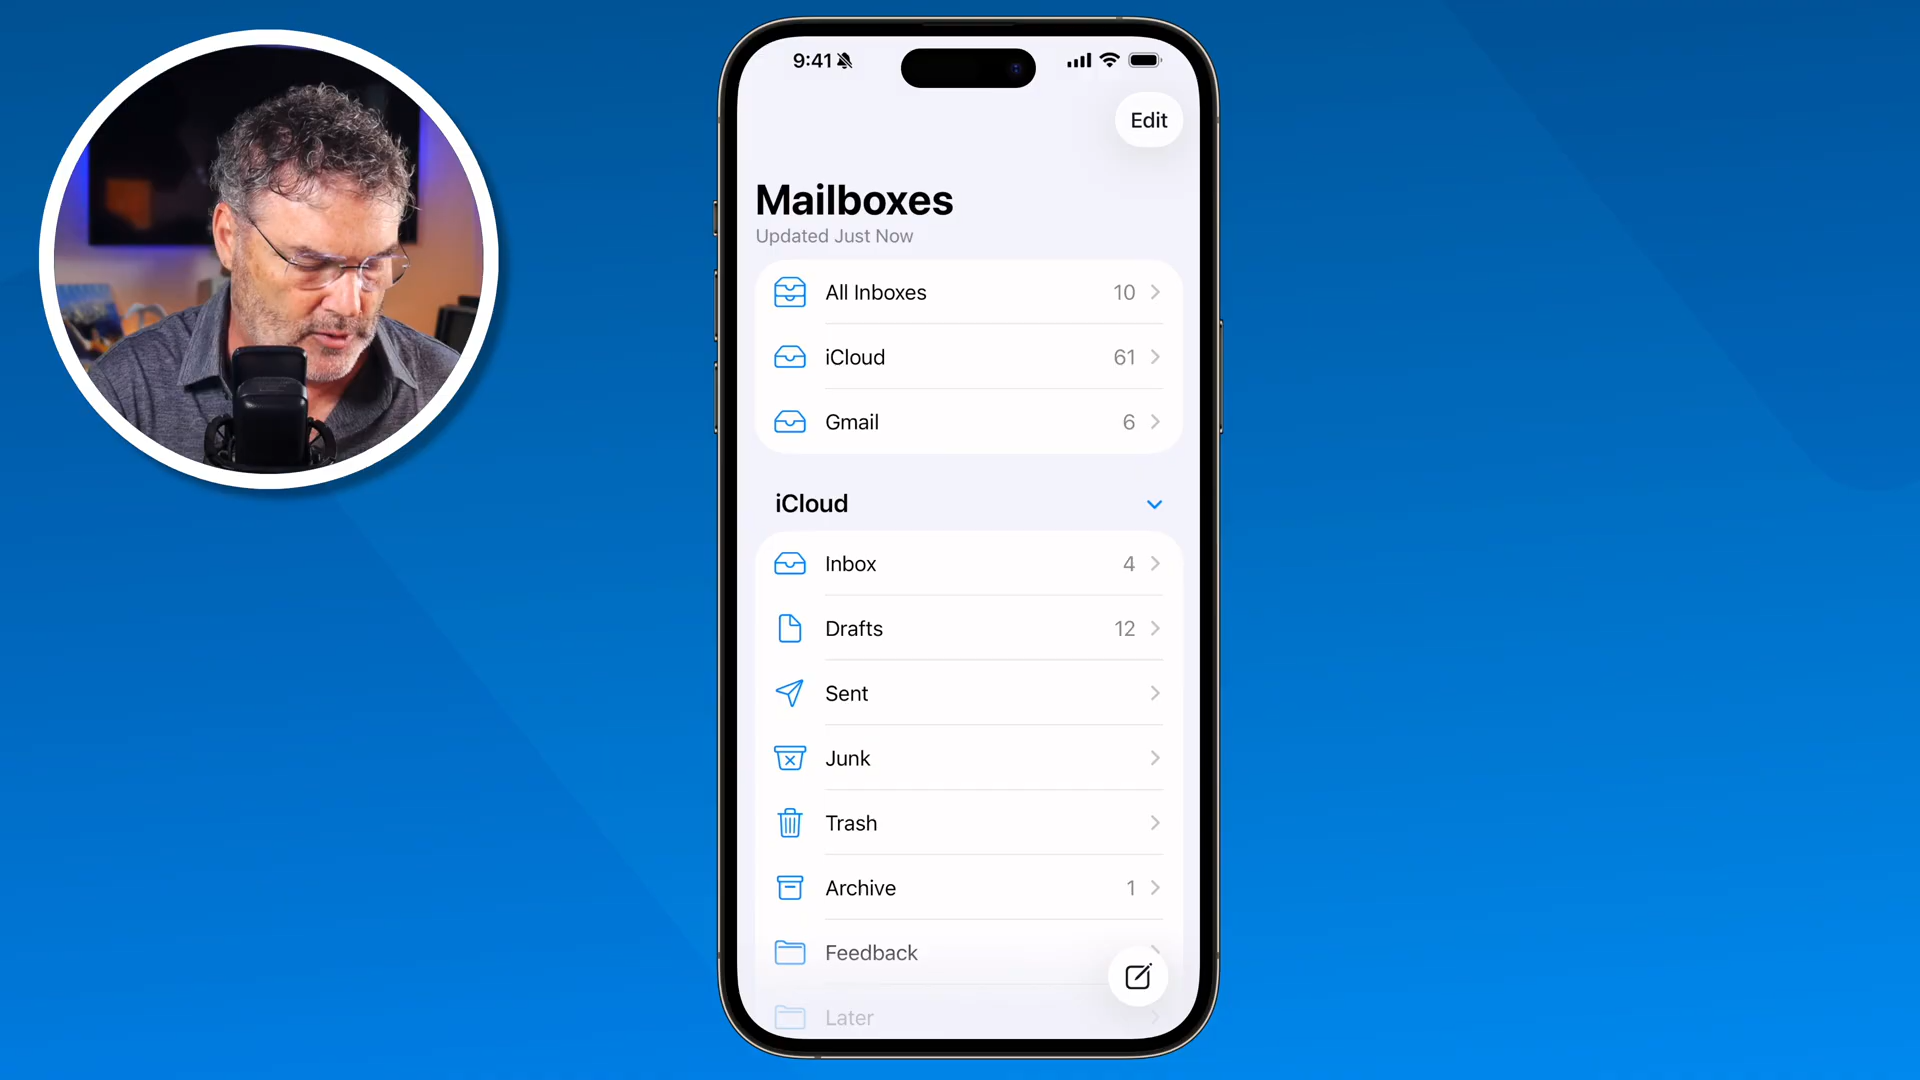 9:41
Edit
Mailboxes
Updated Just Now
All Inboxes 10
iCloud 61
Gmail 6
iCloud
Inbox 4
Drafts 12
Sent
Junk
Trash
Archive 1
Feedback
Later